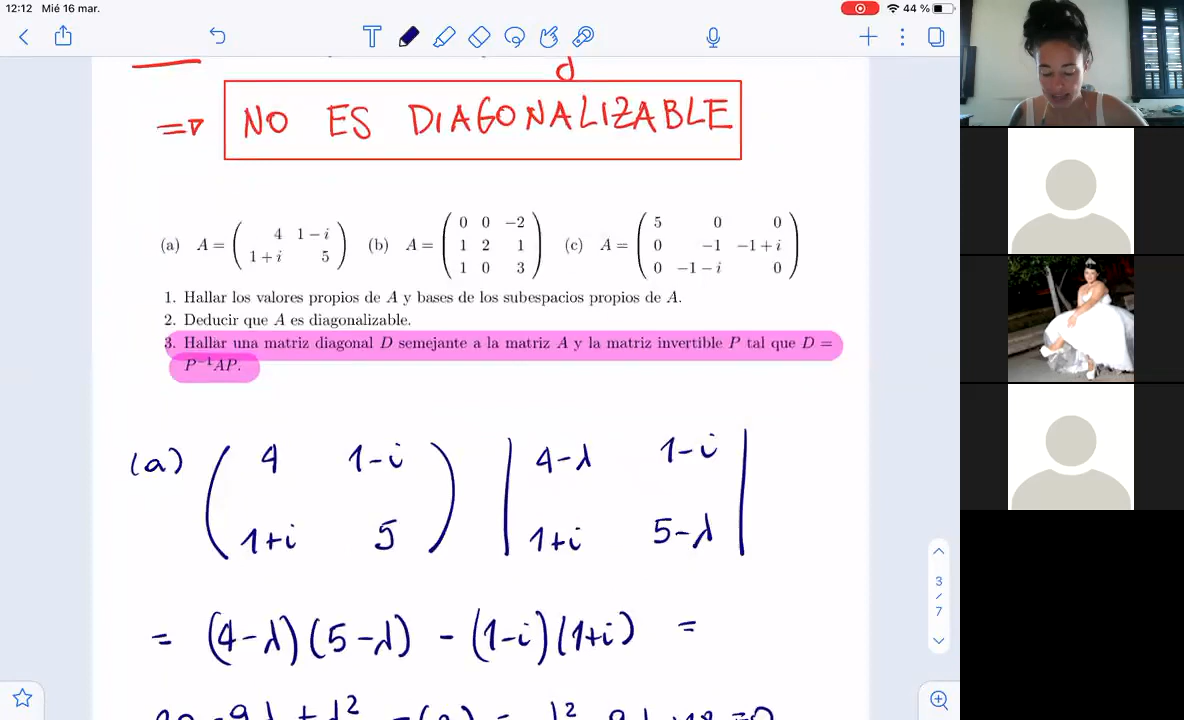 12:12 Mié 16 mar.
44 %
d
⇒ NO ES DIAGONALIZABLE
(a) A = ( 4 1 − i (b) A = ( 0 0 −2 (c) A = ( 5 0 0
1 + i 5 ) 1 2 1 0 −1 −1 + i
1 0 3 ) 0 −1 − i 0 )
1. Hallar los valores propios de A y bases de los subespacios propios de A.
2. Deducir que A es diagonalizable.
3. Hallar una matriz diagonal D semejante a la matriz A y la matriz invertible P tal que D =
P⁻¹AP.
(a) ( 4 1-i ) | 4-λ 1-i |
( 1+i 5 ) | 1+i 5-λ |
= (4-λ)(5-λ) - (1-i)(1+i) =
3
/
7